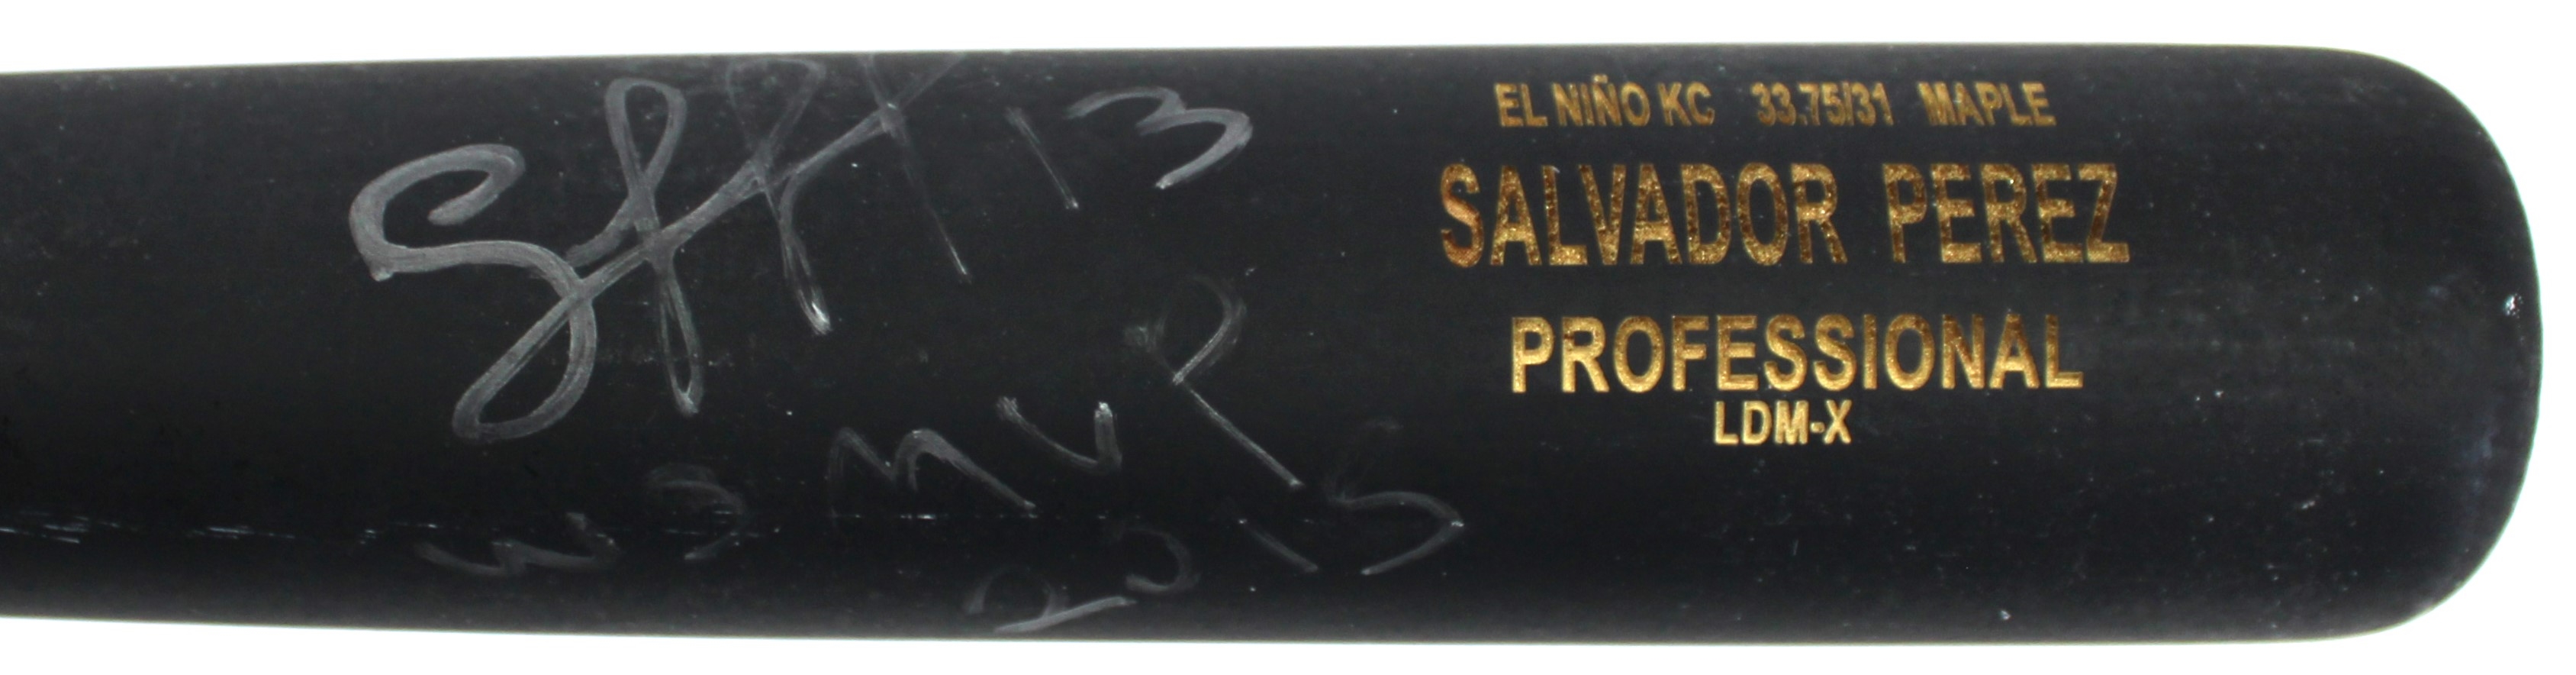 13
WS MVP
2015
EL NIÑO KC 33.75/31 MAPLE
SALVADOR PEREZ
PROFESSIONAL
LDM-X